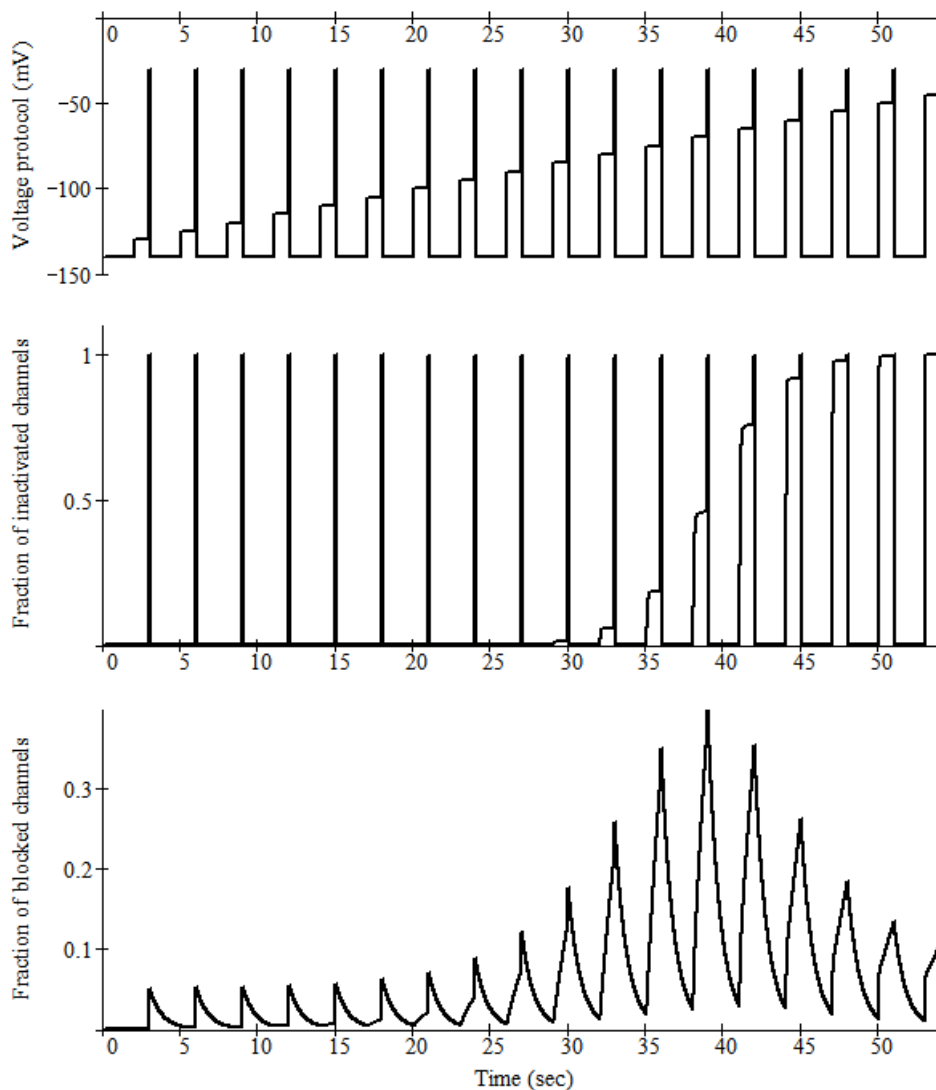 0 5 10 15 20 25 30 35 40 45 50
Voltage protocol (mV)
−50
−100
−150
Fraction of inactivated channels
1
0.5
0 5 10 15 20 25 30 35 40 45 50
Fraction of blocked channels
0.3
0.2
0.1
0 5 10 15 20 25 30 35 40 45 50
Time (sec)